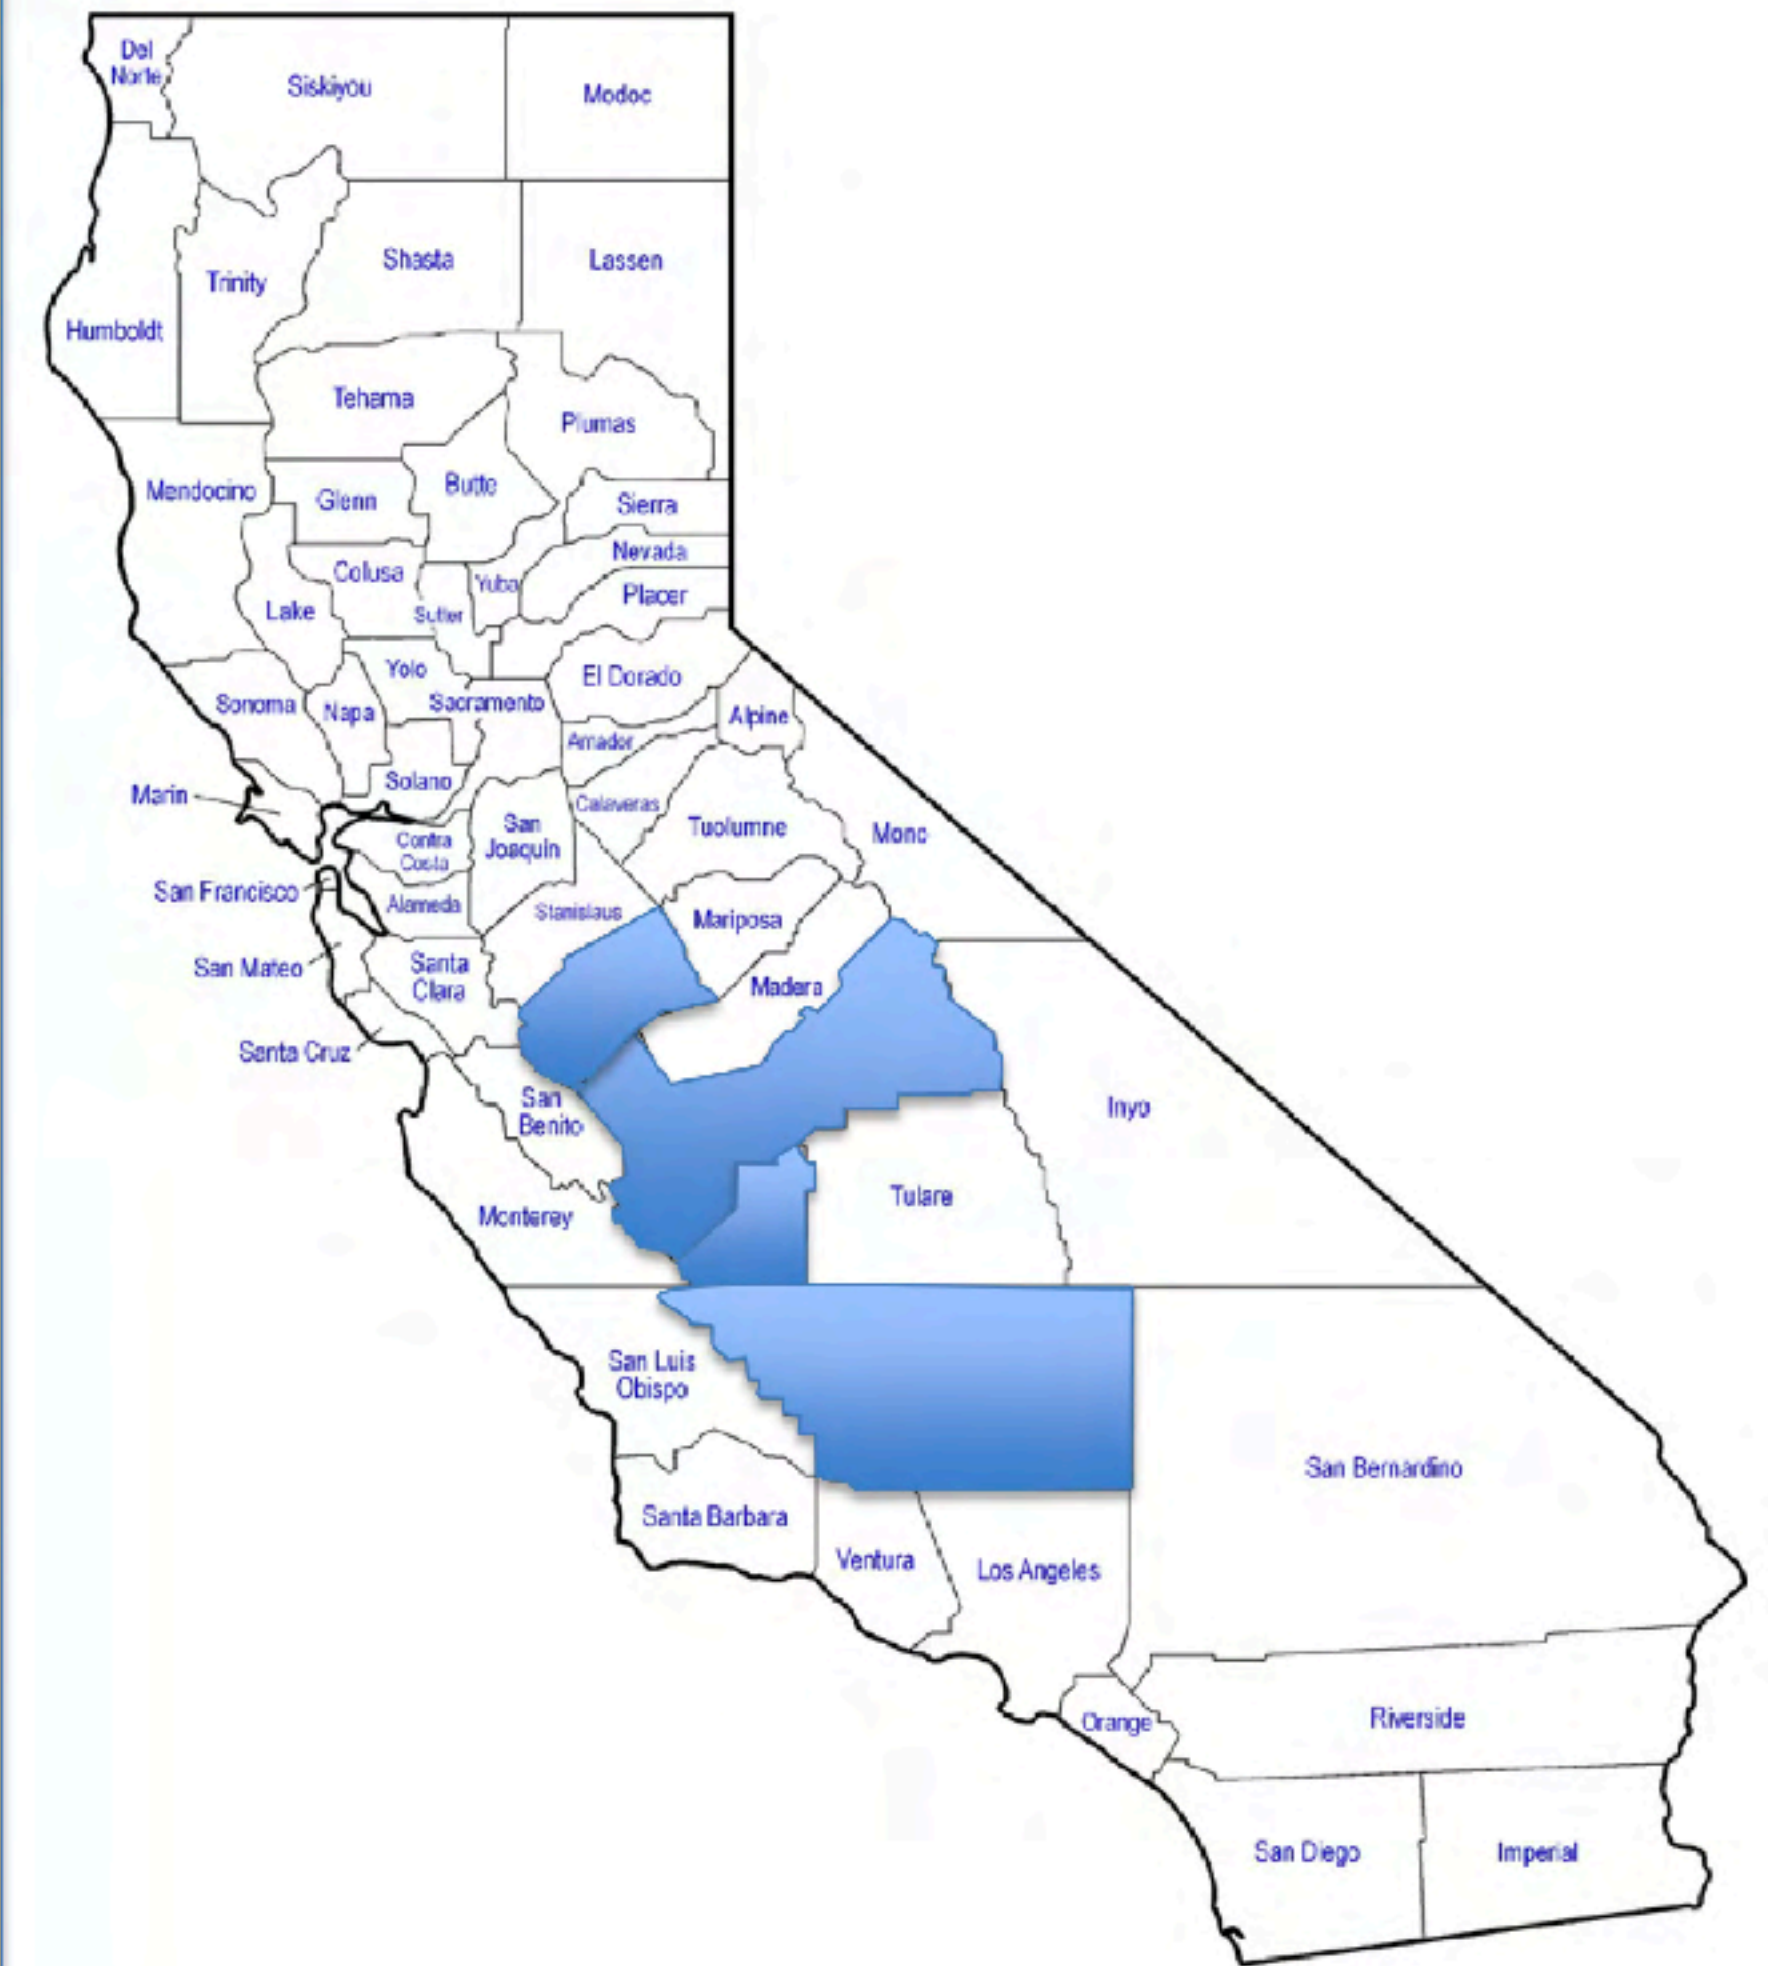 Del
Norte
Siskiyou
Modoc
Shasta
Lassen
Trinity
Humboldt
Tehama
Plumas
Mendocino
Glenn
Butte
Sierra
Nevada
Colusa
Yuba
Placer
Lake
Sutter
Yolo
El Dorado
Sonoma
Napa
Sacramento
Alpine
Amador
Solano
Marin
Calaveras
San
Joaquin
Tuolumne
Mono
Contra
Costa
San Francisco
Alameda
Stanislaus
Mariposa
San Mateo
Santa
Clara
Madera
Santa Cruz
San
Benito
Inyo
Tulare
Monterey
San Luis
Obispo
San Bernardino
Santa Barbara
Ventura
Los Angeles
Orange
Riverside
San Diego
Imperial